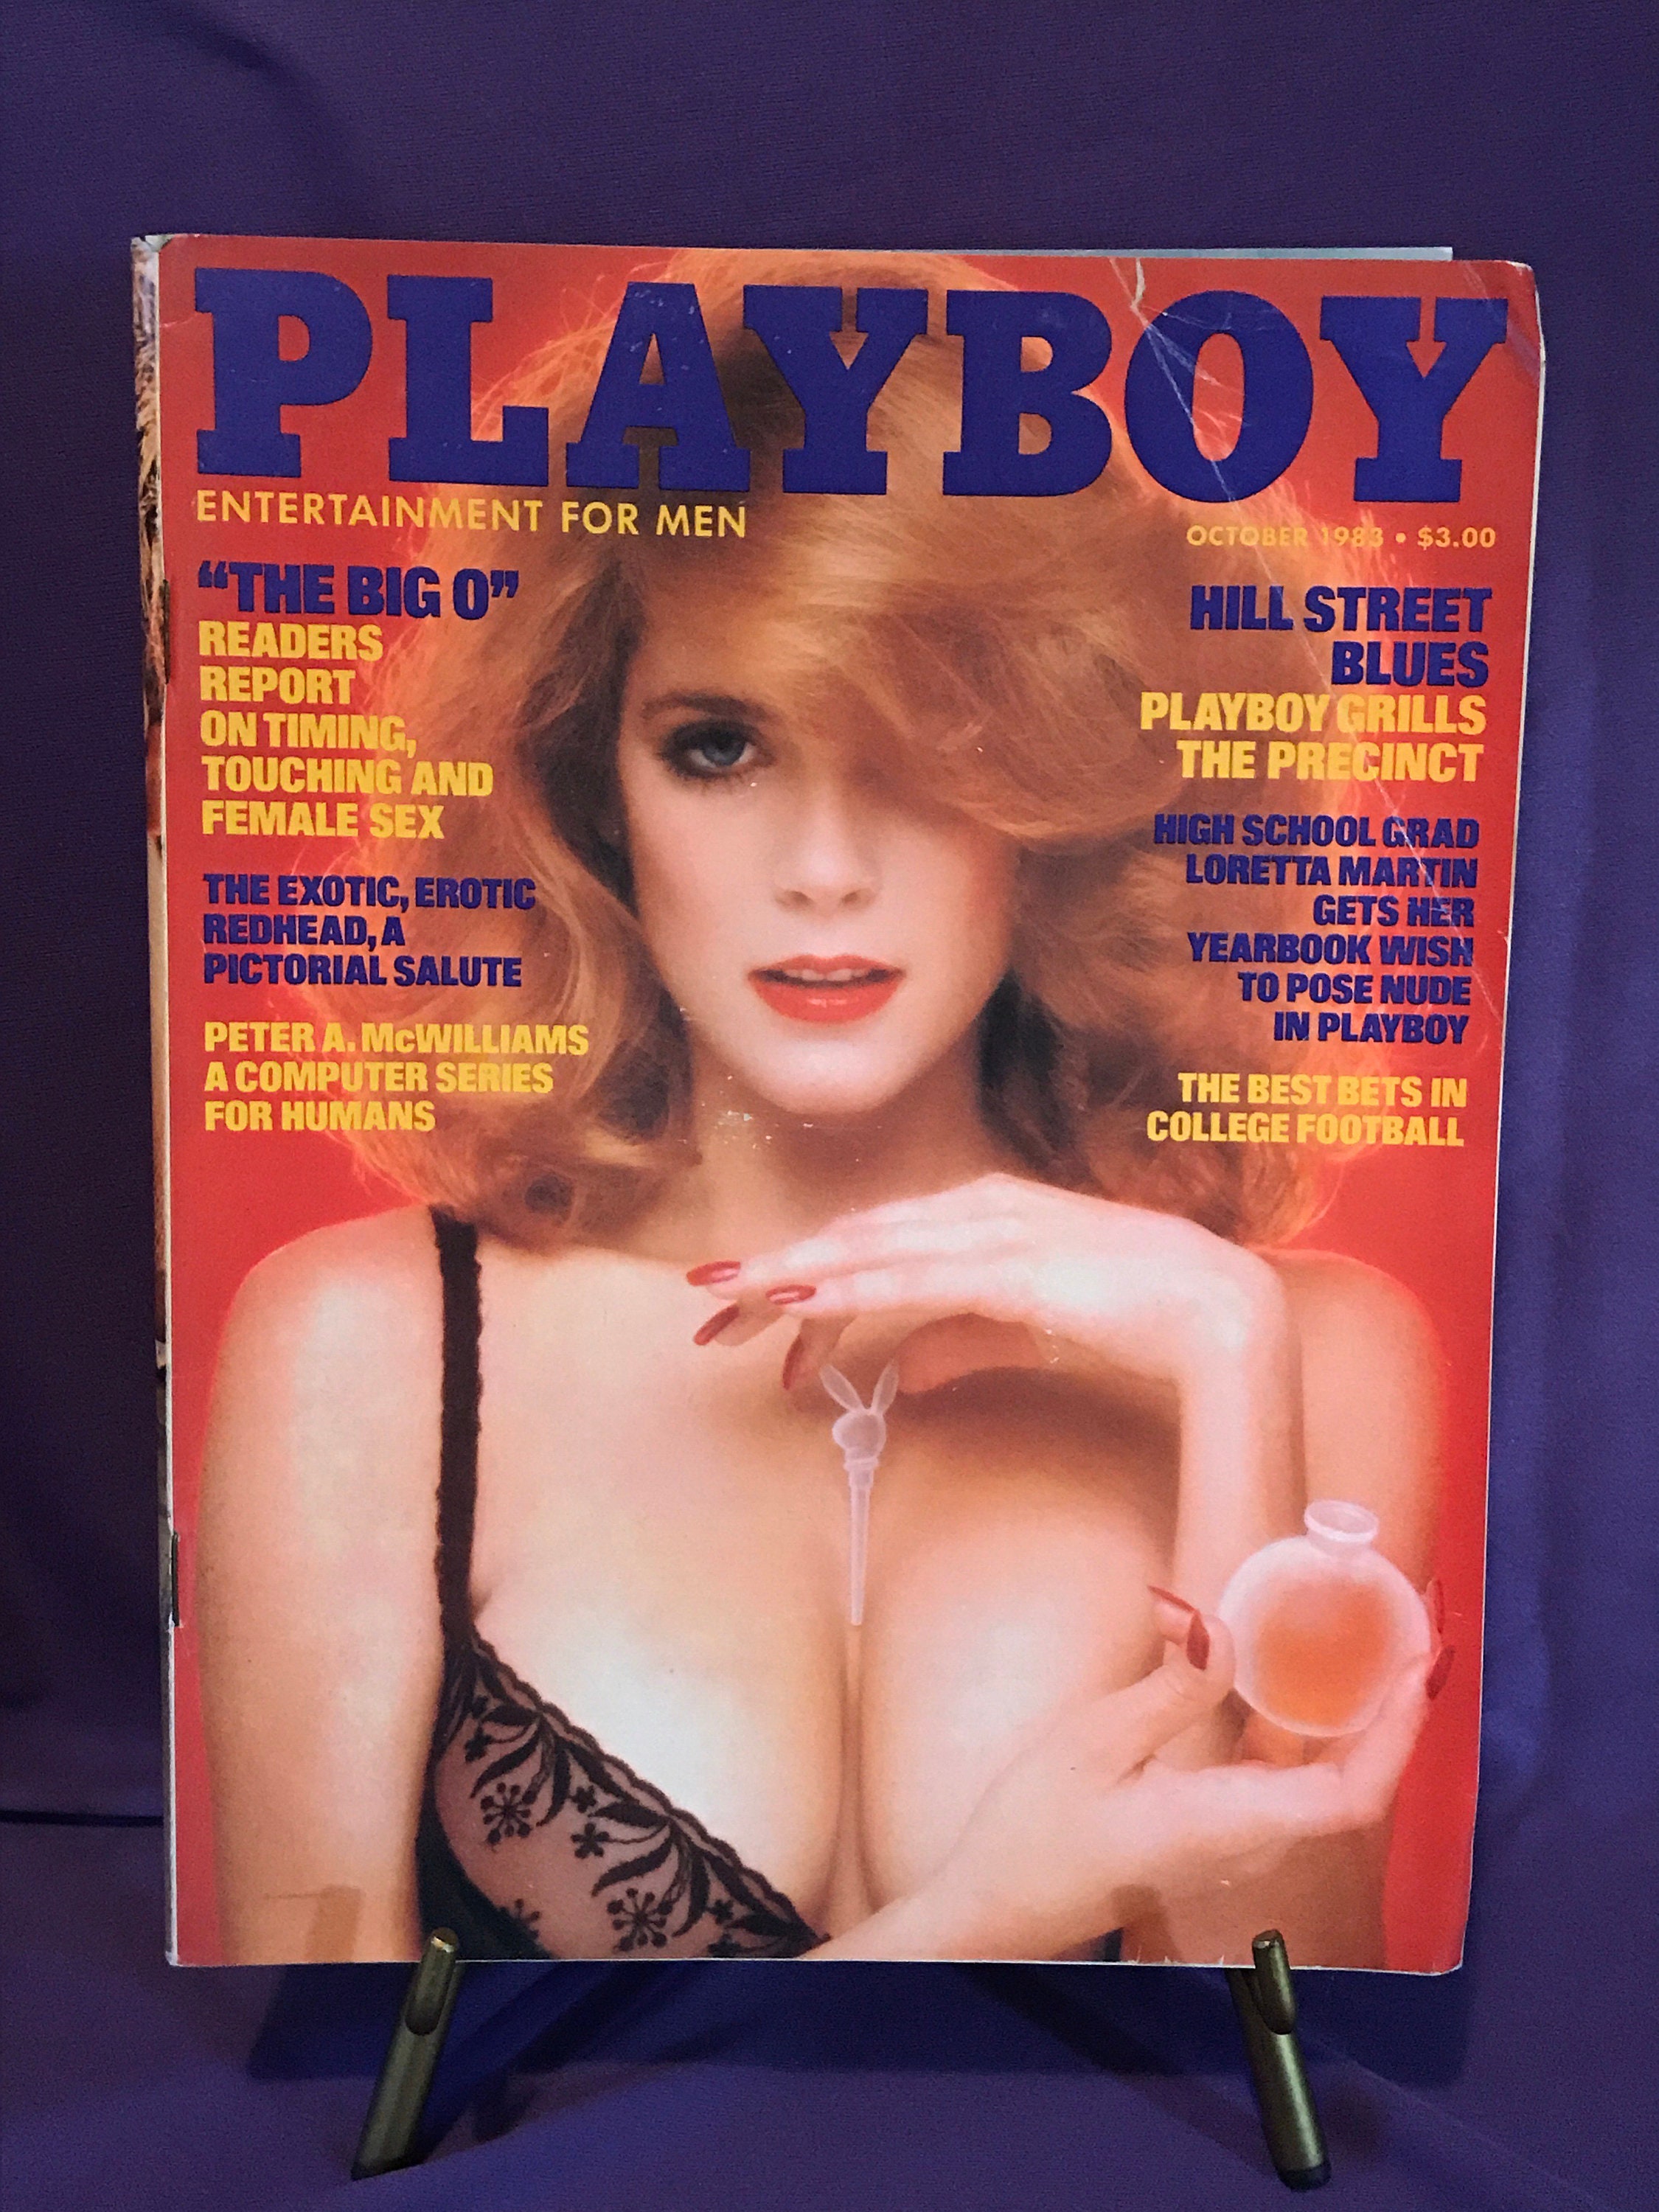 PLAYBOY
ENTERTAINMENT FOR MEN
OCTOBER 1983 • $3.00
“THE BIG O”
READERS
REPORT
ON TIMING,
TOUCHING AND
FEMALE SEX
THE EXOTIC, EROTIC
REDHEAD, A
PICTORIAL SALUTE
PETER A. McWILLIAMS
A COMPUTER SERIES
FOR HUMANS
HILL STREET
BLUES
PLAYBOY GRILLS
THE PRECINCT
HIGH SCHOOL GRAD
LORETTA MARTIN
GETS HER
YEARBOOK WISH
TO POSE NUDE
IN PLAYBOY
THE BEST BETS IN
COLLEGE FOOTBALL